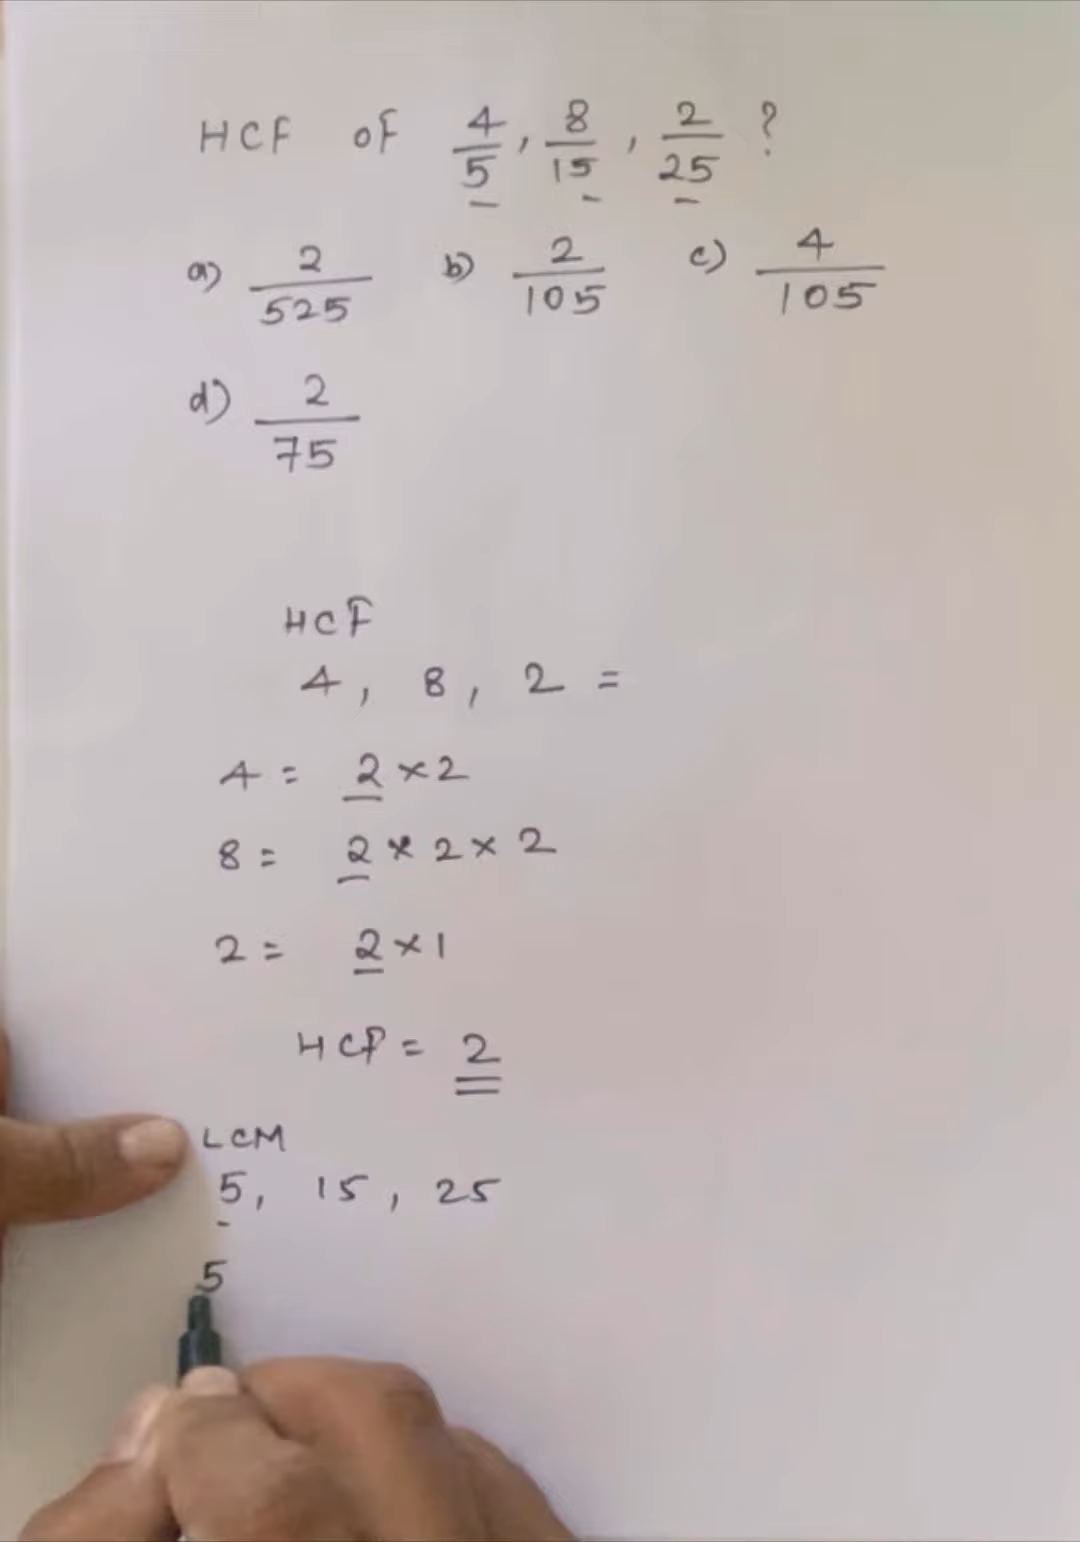 HCF of 4/5, 8/15, 2/25 ?
a) 2/525 b) 2/105 c) 4/105
d) 2/75
HCF
4, 8, 2 =
4 = 2 × 2
8 = 2 × 2 × 2
2 = 2 × 1
HCF = 2
LCM
5, 15, 25
5